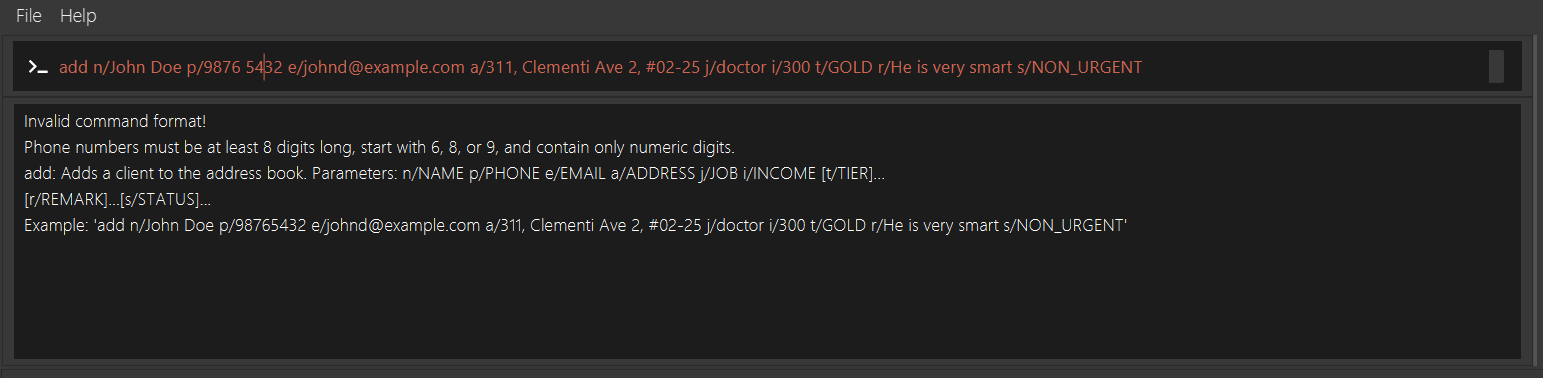 File Help
add n/John Doe p/9876 5432 e/johnd@example.com a/311, Clementi Ave 2, #02-25 j/doctor i/300 t/GOLD r/He is very smart s/NON_URGENT
Invalid command format!
Phone numbers must be at least 8 digits long, start with 6, 8, or 9, and contain only numeric digits.
add: Adds a client to the address book. Parameters: n/NAME p/PHONE e/EMAIL a/ADDRESS j/JOB i/INCOME [t/TIER]...
[r/REMARK]...[s/STATUS]...
Example: 'add n/John Doe p/98765432 e/johnd@example.com a/311, Clementi Ave 2, #02-25 j/doctor i/300 t/GOLD r/He is very smart s/NON_URGENT'